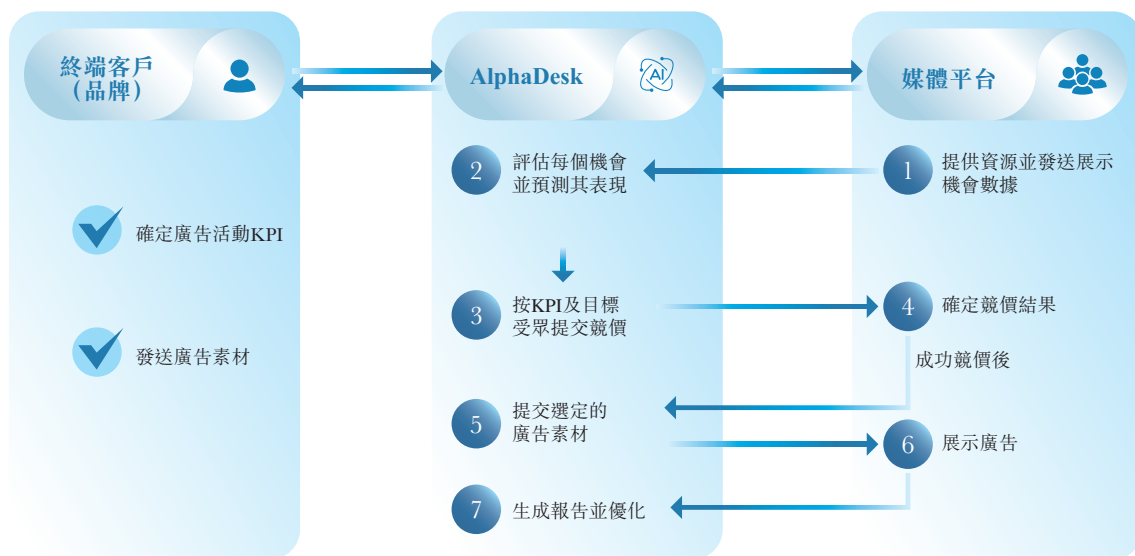 終端客戶
（品牌）
AlphaDesk
AI
媒體平台
2
評估每個機會
並預測其表現
1
提供資源並發送展示
機會數據
確定廣告活動KPI
3
按KPI及目標
受眾提交競價
4
確定競價結果
發送廣告素材
成功競價後
5
提交選定的
廣告素材
6
展示廣告
7
生成報告並優化